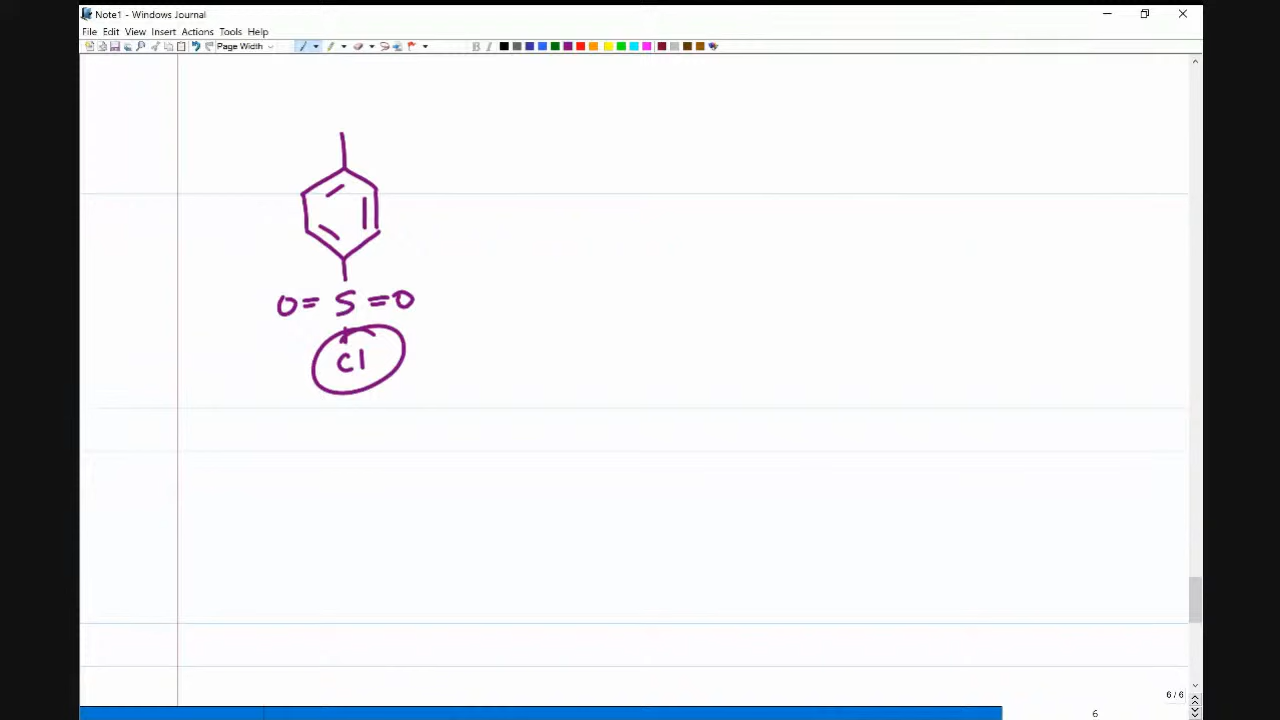 Note1 - Windows Journal
File Edit View Insert Actions Tools Help
Page Width
B I
O= S =O
Cl
6 / 6
6